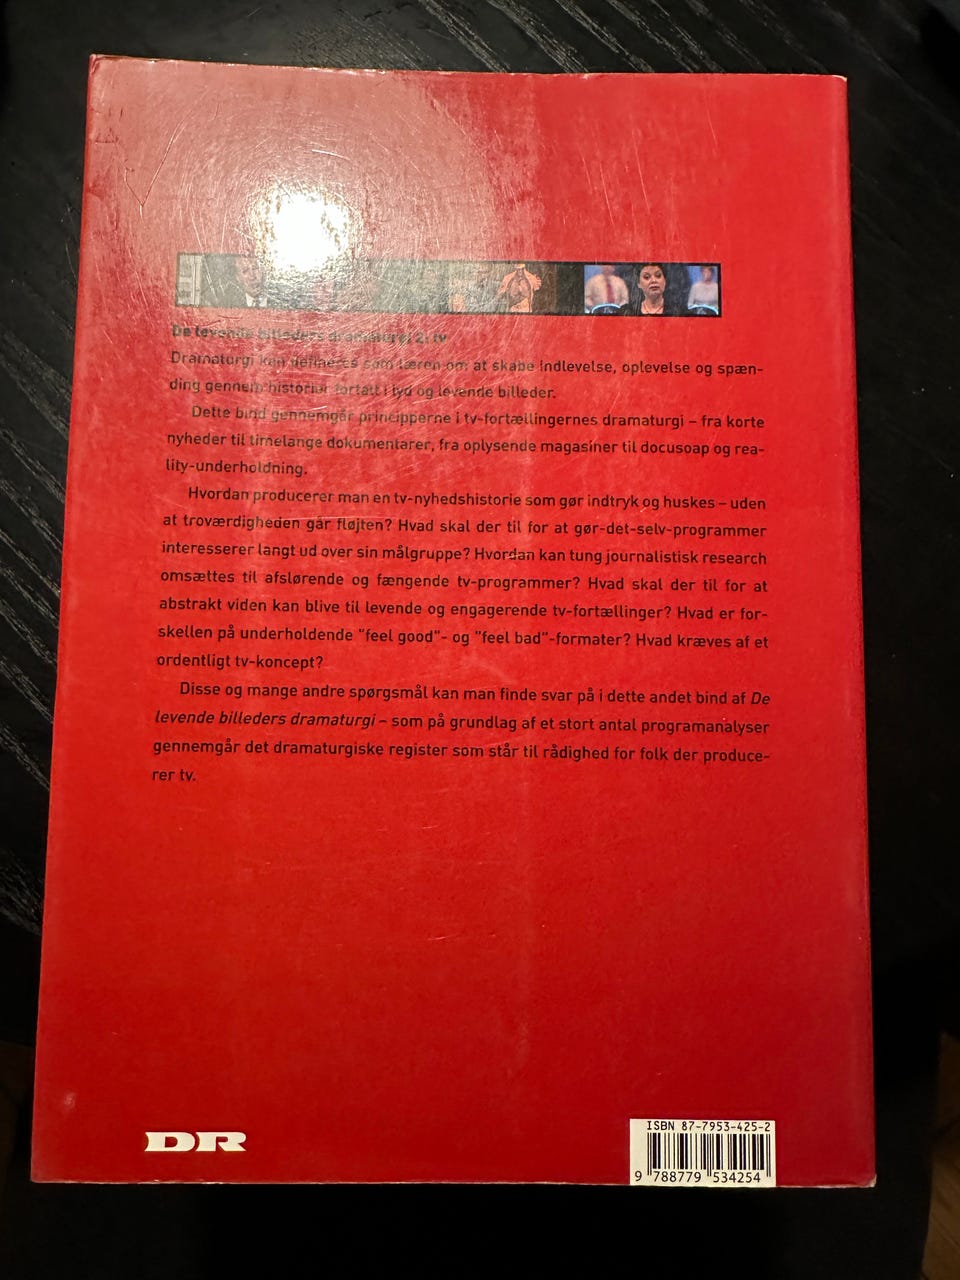 De levende billeders dramaturgi 2: tv
Dramaturgi kan defineres som læren om at skabe indlevelse, oplevelse og spæn-
ding gennem historier fortalt i lyd og levende billeder.
Dette bind gennemgår principperne i tv-fortællingernes dramaturgi – fra korte
nyheder til timelange dokumentarer, fra oplysende magasiner til docusoap og rea-
lity-underholdning.
Hvordan producerer man en tv-nyhedshistorie som gør indtryk og huskes – uden
at troværdigheden går fløjten? Hvad skal der til for at gør-det-selv-programmer
interesserer langt ud over sin målgruppe? Hvordan kan tung journalistisk research
omsættes til afslørende og fængende tv-programmer? Hvad skal der til for at
abstrakt viden kan blive til levende og engagerende tv-fortællinger? Hvad er for-
skellen på underholdende "feel good"- og "feel bad"-formater? Hvad kræves af et
ordentligt tv-koncept?
Disse og mange andre spørgsmål kan man finde svar på i dette andet bind af De
levende billeders dramaturgi – som på grundlag af et stort antal programanalyser
gennemgår det dramaturgiske register som står til rådighed for folk der produce-
rer tv.
DR
ISBN 87-7953-425-2
9 788779 534254